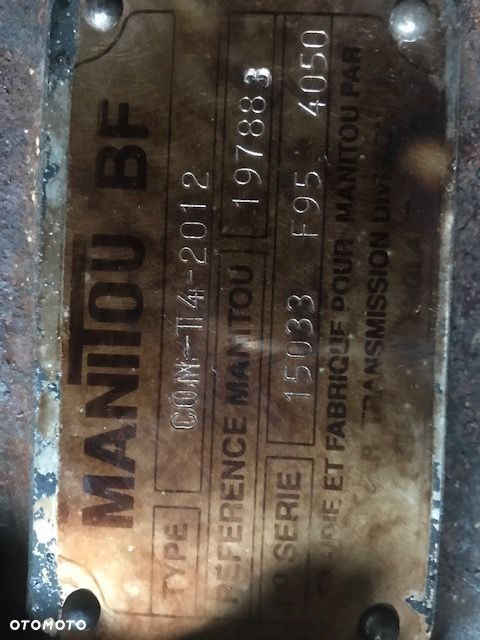 MANITOU BF
TYPE COM-T4-2012
REFERENCE MANITOU 197883
N° SERIE 15033 F95 4050
ET FABRIQUE POUR MANITOU PAR
TRANSMISSION
OTOMOTO